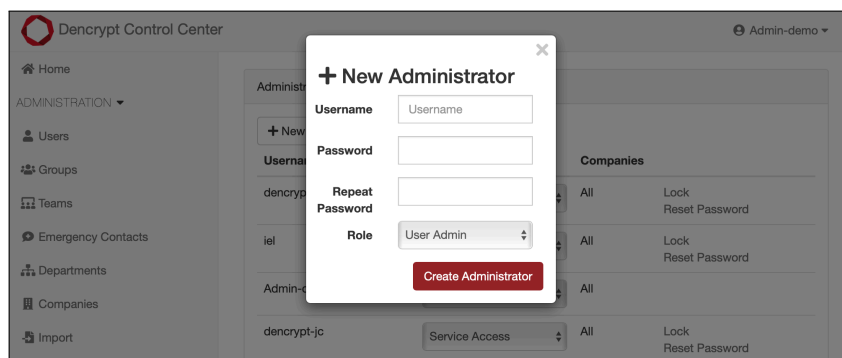 Dencrypt Control Center
Admin-demo
Home
ADMINISTRATION
Users
Groups
Teams
Emergency Contacts
Departments
Companies
Import
+ New Administrator
Username
Username
Password
Repeat
Password
Role
User Admin
Create Administrator
Administr
+ New
Userna
Companies
dencryp
All
Lock
Reset Password
iel
All
Lock
Reset Password
Admin-
All
dencrypt-jc
Service Access
All
Lock
Reset Password